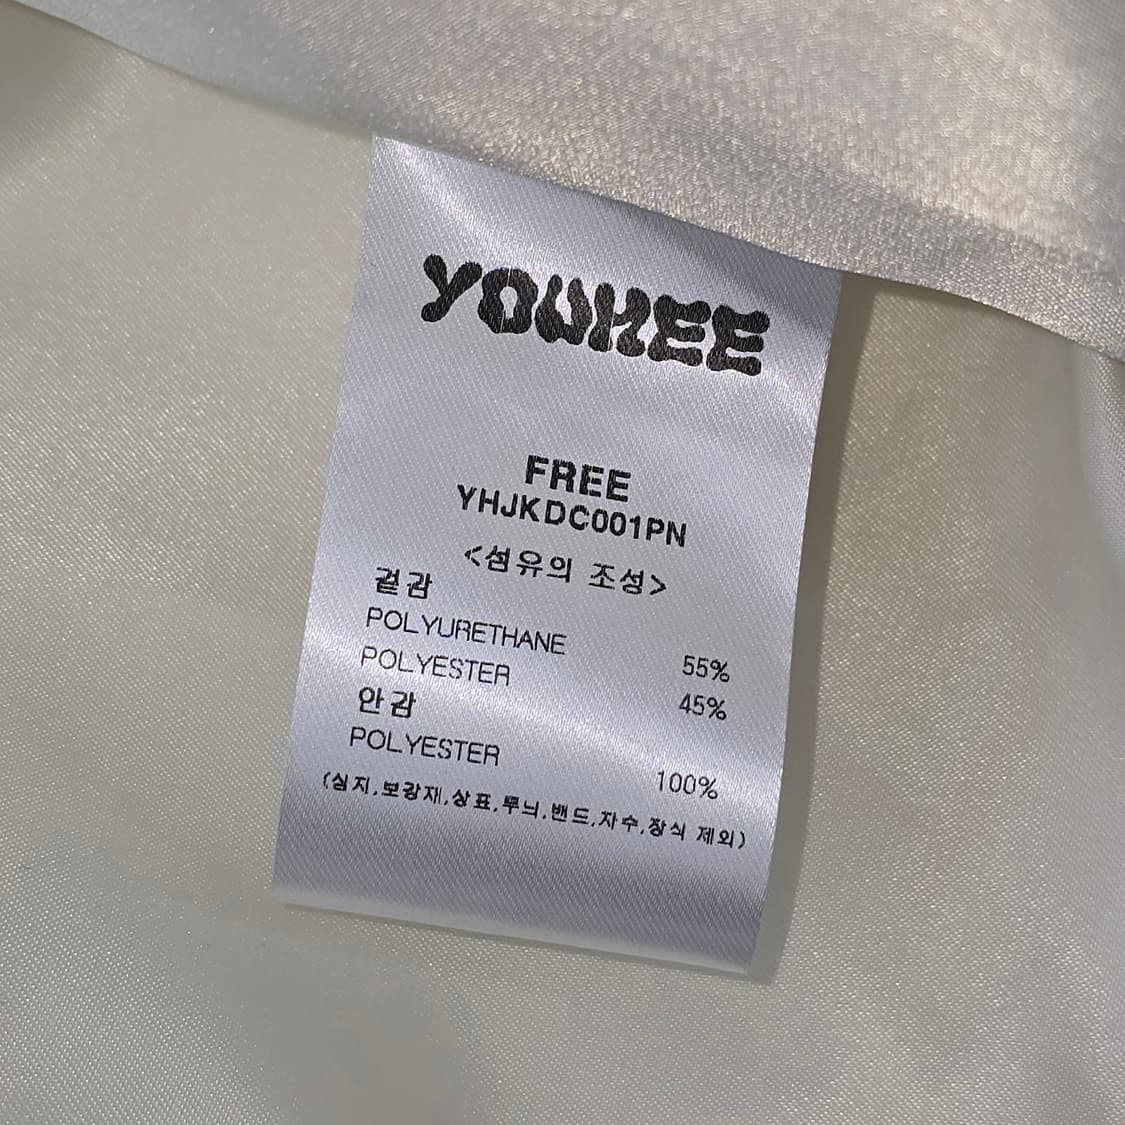 YOUKEE
FREE
YHJKDC001PN
<섬유의 조성>
겉감
POLYURETHANE 55%
POLYESTER 45%
안감
POLYESTER 100%
(심지,보강재,상표,무늬,밴드,자수,장식 제외)